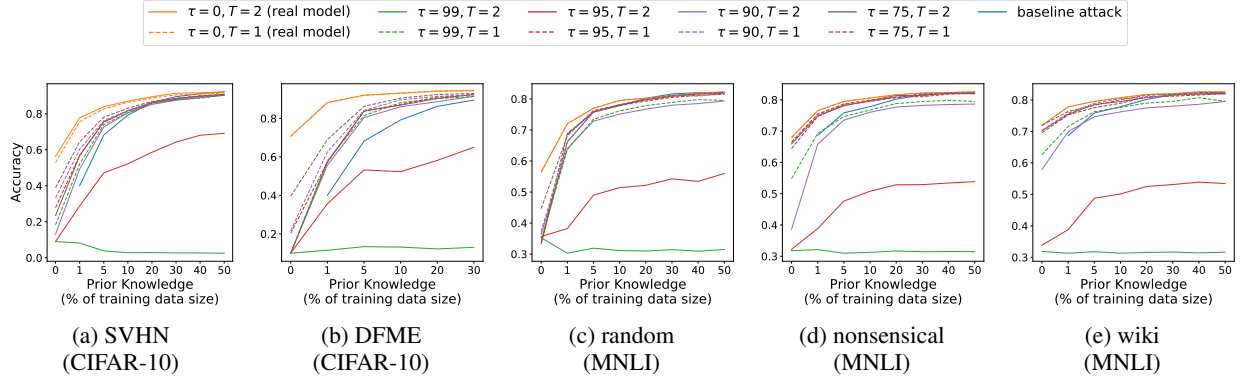 τ = 0, T = 2 (real model) τ = 99, T = 2 τ = 95, T = 2 τ = 90, T = 2 τ = 75, T = 2 baseline attack
τ = 0, T = 1 (real model) τ = 99, T = 1 τ = 95, T = 1 τ = 90, T = 1 τ = 75, T = 1
Accuracy
0.8
0.6
0.4
0.2
0.0
0 1 5 10 20 30 40 50
Prior Knowledge
(% of training data size)
(a) SVHN
(CIFAR-10)
0.8
0.6
0.4
0.2
0 1 5 10 20 30
Prior Knowledge
(% of training data size)
(b) DFME
(CIFAR-10)
0.8
0.7
0.6
0.5
0.4
0.3
0 1 5 10 20 30 40 50
Prior Knowledge
(% of training data size)
(c) random
(MNLI)
0.8
0.7
0.6
0.5
0.4
0.3
0 1 5 10 20 30 40 50
Prior Knowledge
(% of training data size)
(d) nonsensical
(MNLI)
0.8
0.7
0.6
0.5
0.4
0.3
0 1 5 10 20 30 40 50
Prior Knowledge
(% of training data size)
(e) wiki
(MNLI)